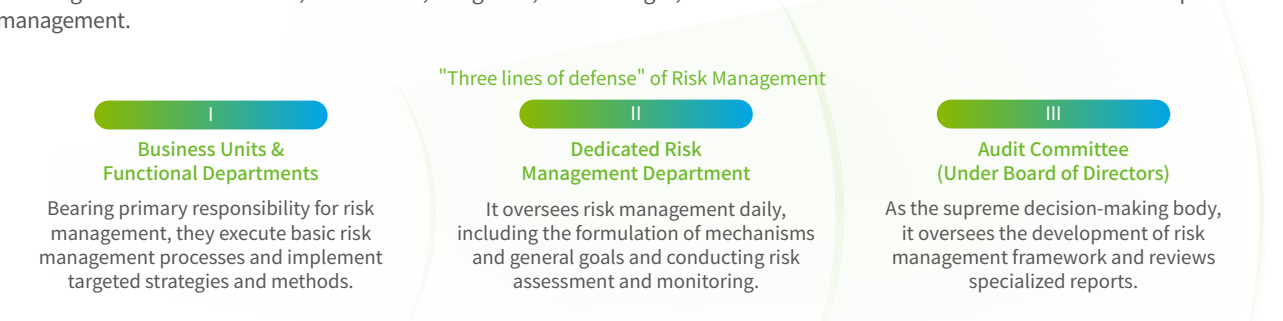 management.
"Three lines of defense" of Risk Management
I
Business Units &
Functional Departments
Bearing primary responsibility for risk
management, they execute basic risk
management processes and implement
targeted strategies and methods.
II
Dedicated Risk
Management Department
It oversees risk management daily,
including the formulation of mechanisms
and general goals and conducting risk
assessment and monitoring.
III
Audit Committee
(Under Board of Directors)
As the supreme decision-making body,
it oversees the development of risk
management framework and reviews
specialized reports.